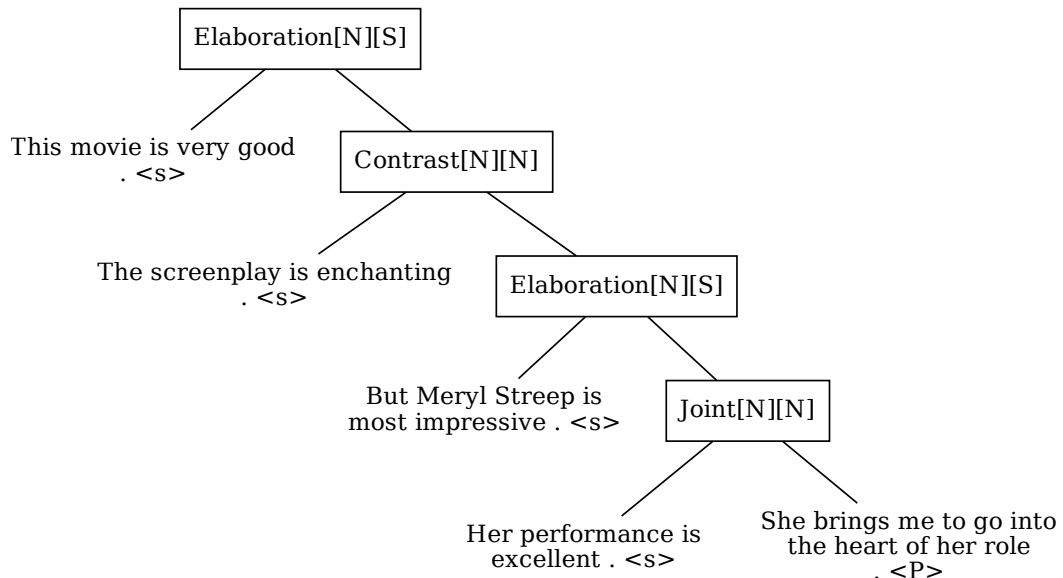 Elaboration[N][S]
This movie is very good
. <s>
Contrast[N][N]
The screenplay is enchanting
. <s>
Elaboration[N][S]
But Meryl Streep is
most impressive . <s>
Joint[N][N]
Her performance is
excellent . <s>
She brings me to go into
the heart of her role
. <P>